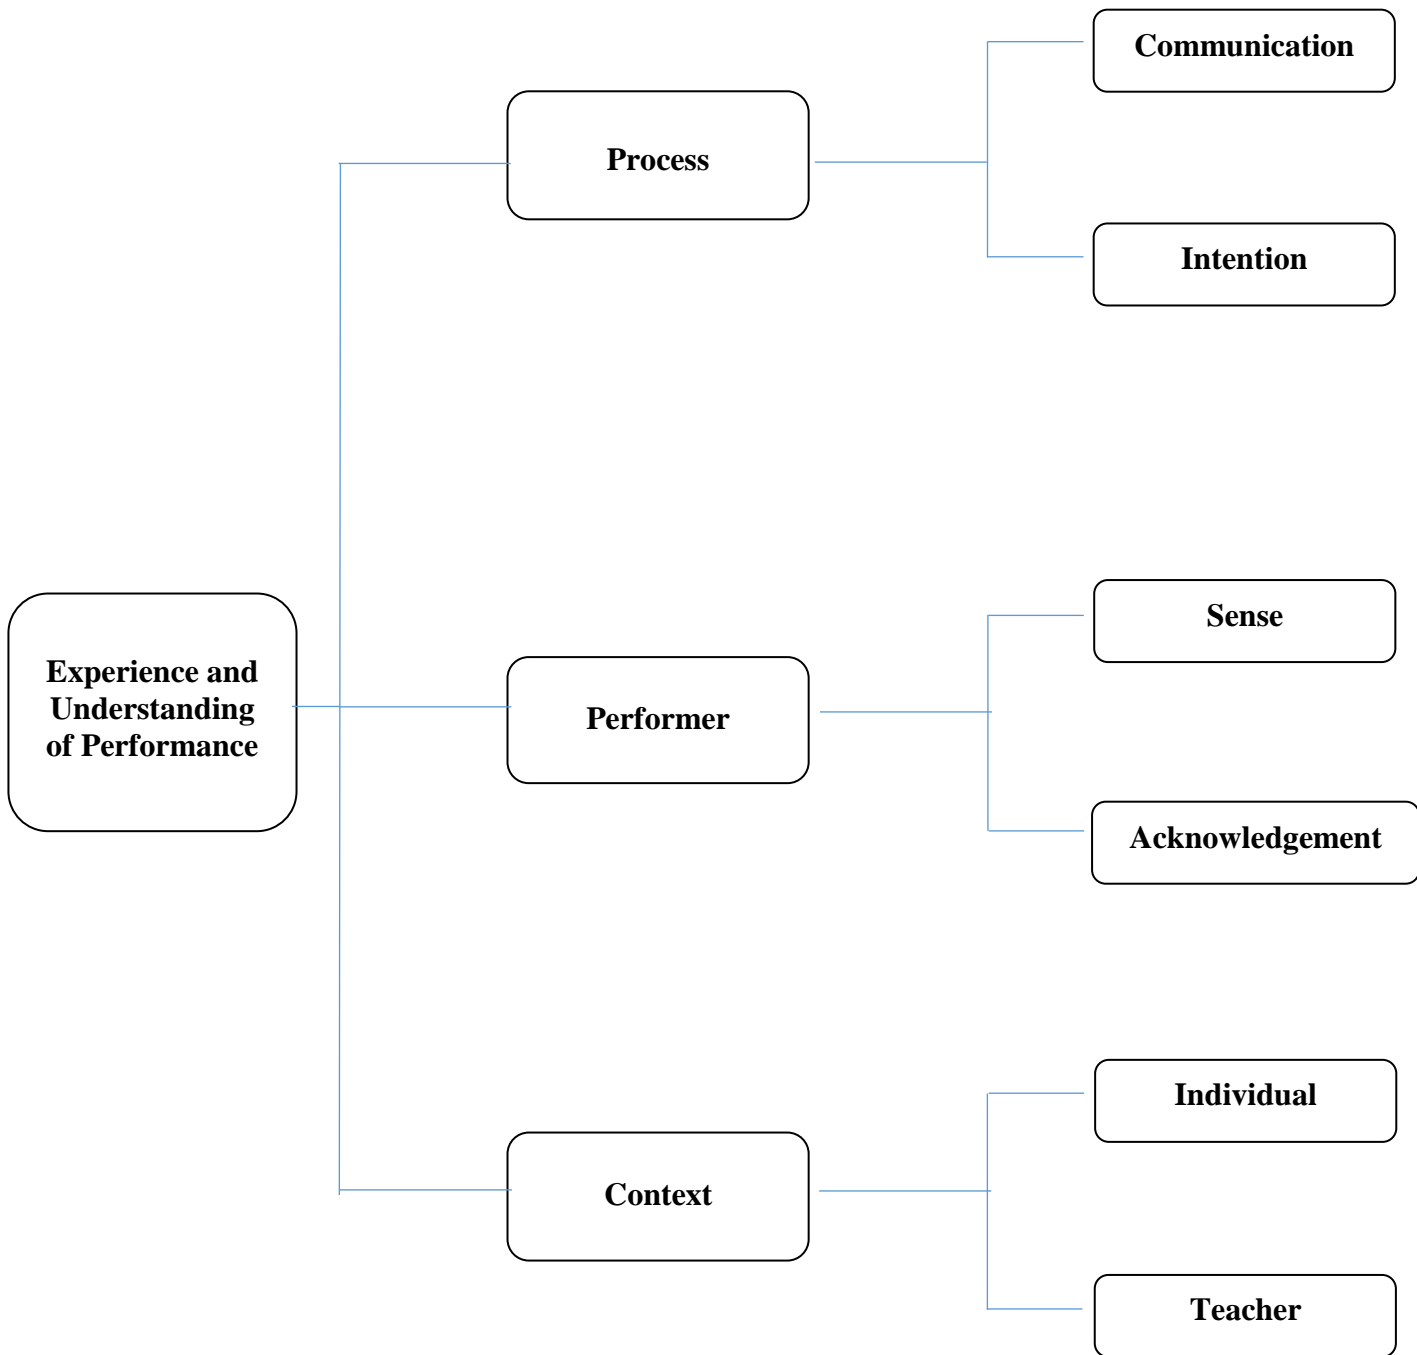 Communication
Process
Intention
Experience and
Understanding
of Performance
Sense
Performer
Acknowledgement
Individual
Context
Teacher